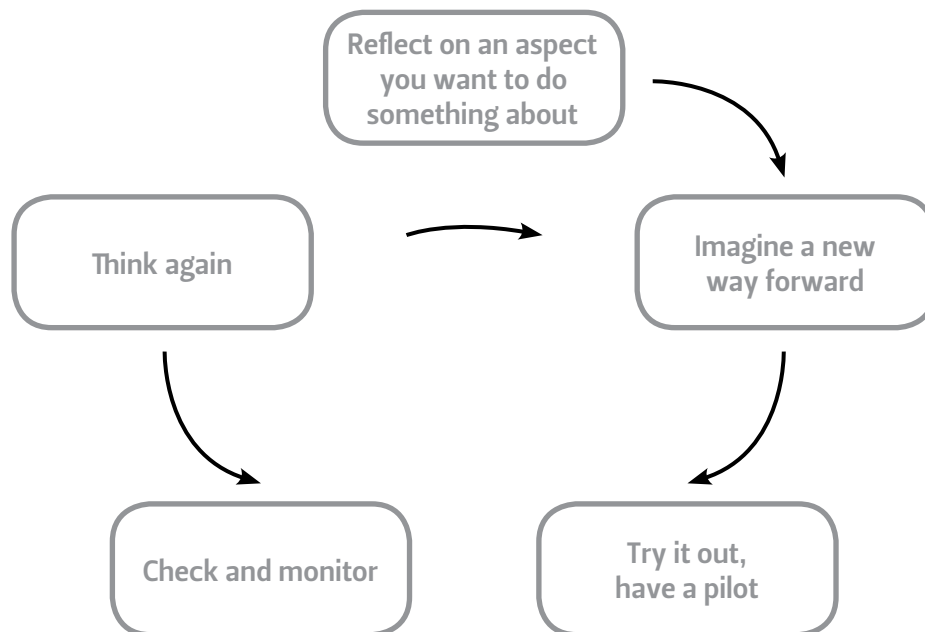 Reflect on an aspect
you want to do
something about
Think again
Imagine a new
way forward
Check and monitor
Try it out,
have a pilot